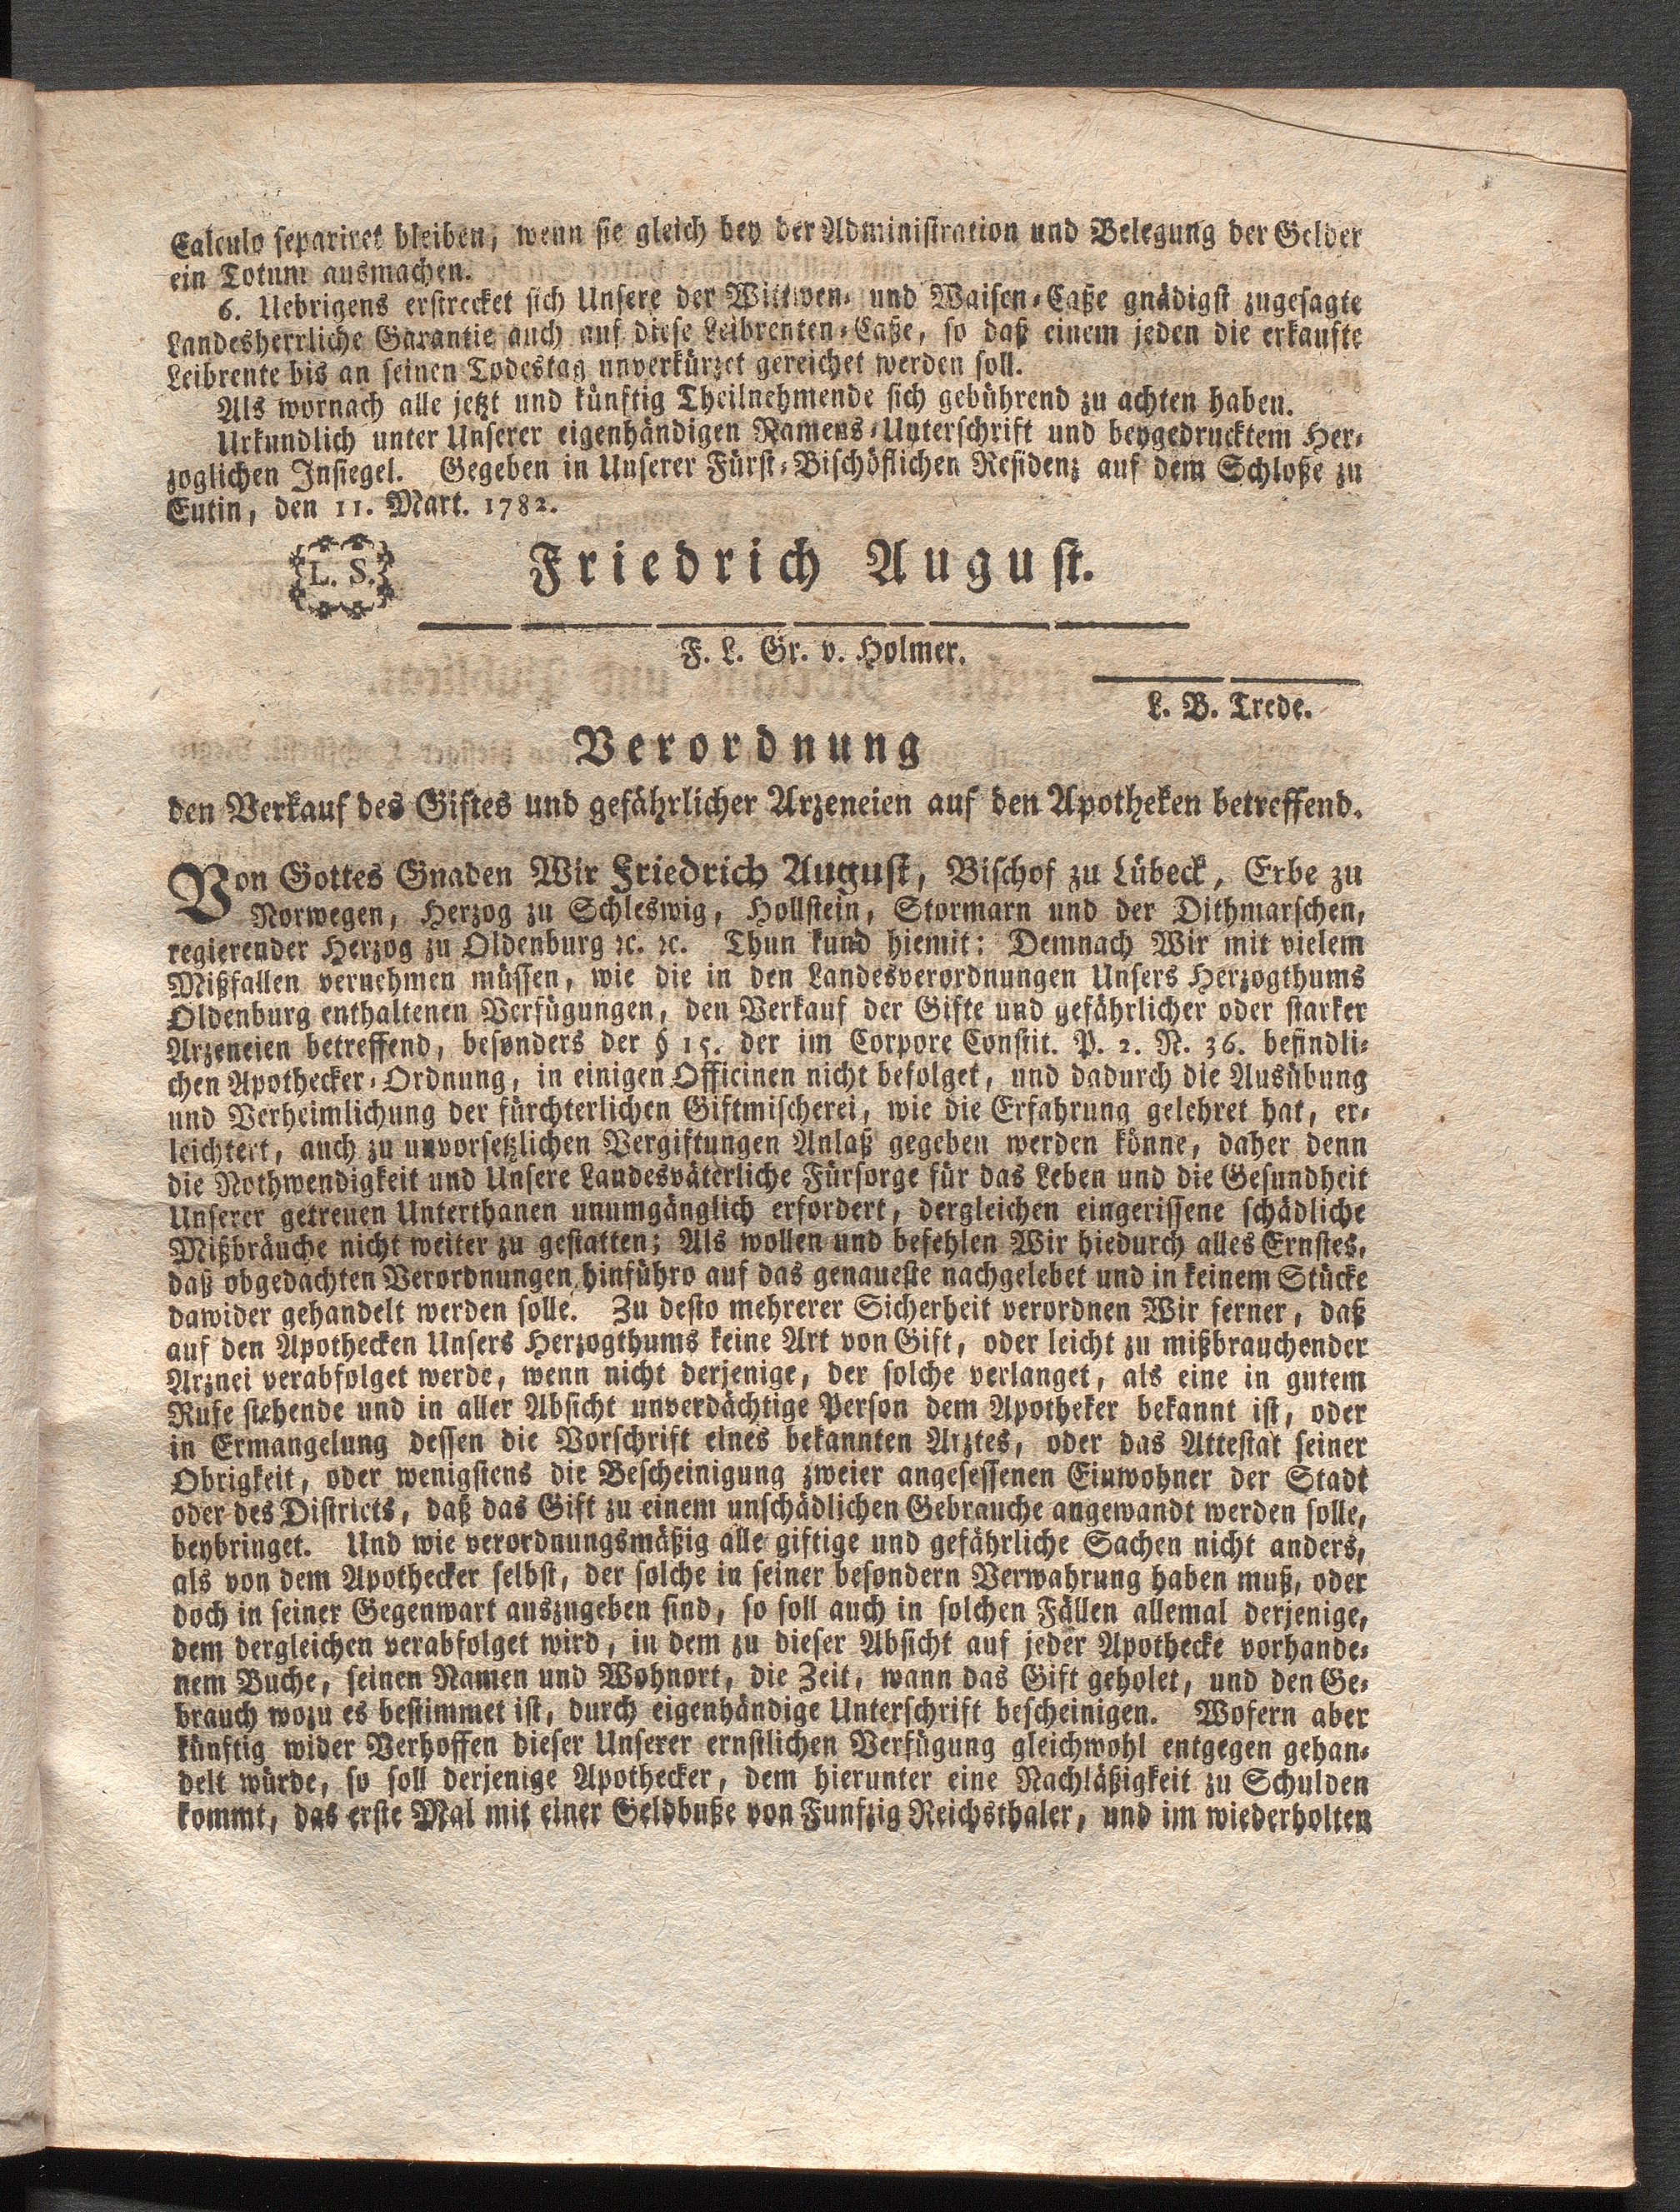 Calculo separiret bleiben, wenn sie gleich bey der Administration und Belegung der Gelder
ein Totum ausmachen.
6. Uebrigens erstrecket sich Unsere der Wittwen- und Waisen-Caße gnädigst zugesagte
Landesherrliche Garantie auch auf diese Leibrenten-Caße, so daß einem jeden die erkaufte
Leibrente bis an seinen Todestag unverkürzet gereichet werden soll.
Als wornach alle jetzt und künftig Theilnehmende sich gebührend zu achten haben.
Urkundlich unter Unserer eigenhändigen Namens-Unterschrift und beygedrucktem Her-
zoglichen Insiegel. Gegeben in Unserer Fürst-Bischöflichen Residenz auf dem Schloße zu
Eutin, den 11. Mart. 1782.
L. S. Friedrich August.
F. L. Gr. v. Holmer.
L. B. Trede.
Verordnung
den Verkauf des Giftes und gefährlicher Arzeneien auf den Apotheken betreffend.
Von Gottes Gnaden Wir Friedrich August, Bischof zu Lübeck, Erbe zu
Norwegen, Herzog zu Schleswig, Hollstein, Stormarn und der Dithmarschen,
regierender Herzog zu Oldenburg ꝛc. ꝛc. Thun kund hiemit: Demnach Wir mit vielem
Mißfallen vernehmen müssen, wie die in den Landesverordnungen Unsers Herzogthums
Oldenburg enthaltenen Verfügungen, den Verkauf der Gifte und gefährlicher oder starker
Arzeneien betreffend, besonders der § 15. der im Corpore Constit. P. 2. N. 36. befindli-
chen Apothecker-Ordnung, in einigen Officinen nicht befolget, und dadurch die Ausübung
und Verheimlichung der fürchterlichen Giftmischerei, wie die Erfahrung gelehret hat, er-
leichtert, auch zu unvorsetzlichen Vergiftungen Anlaß gegeben werden könne, daher denn
die Nothwendigkeit und Unsere Landesväterliche Fürsorge für das Leben und die Gesundheit
Unserer getreuen Unterthanen unumgänglich erfordert, dergleichen eingerissene schädliche
Mißbräuche nicht weiter zu gestatten; Als wollen und befehlen Wir hiedurch alles Ernstes,
daß obgedachten Verordnungen hinführo auf das genaueste nachgelebet und in keinem Stücke
dawider gehandelt werden solle. Zu desto mehrerer Sicherheit verordnen Wir ferner, daß
auf den Apothecken Unsers Herzogthums keine Art von Gift, oder leicht zu mißbrauchender
Arznei verabfolget werde, wenn nicht derjenige, der solche verlanget, als eine in gutem
Rufe stehende und in aller Absicht unverdächtige Person dem Apotheker bekannt ist, oder
in Ermangelung dessen die Vorschrift eines bekannten Arztes, oder das Attestat seiner
Obrigkeit, oder wenigstens die Bescheinigung zweier angesessenen Einwohner der Stadt
oder des Districts, daß das Gift zu einem unschädlichen Gebrauche angewandt werden solle,
beybringet. Und wie verordnungsmäßig alle giftige und gefährliche Sachen nicht anders,
als von dem Apothecker selbst, der solche in seiner besondern Verwahrung haben muß, oder
doch in seiner Gegenwart auszugeben sind, so soll auch in solchen Fällen allemal derjenige,
dem dergleichen verabfolget wird, in dem zu dieser Absicht auf jeder Apothecke vorhande-
nem Buche, seinen Namen und Wohnort, die Zeit, wann das Gift geholet, und den Ge-
brauch wozu es bestimmet ist, durch eigenhändige Unterschrift bescheinigen. Wofern aber
künftig wider Verhoffen dieser Unserer ernstlichen Verfügung gleichwohl entgegen gehan-
delt würde, so soll derjenige Apothecker, dem hierunter eine Nachläßigkeit zu Schulden
kommt, das erste Mal mit einer Geldbuße von Funfzig Reichsthaler, und im wiederholten